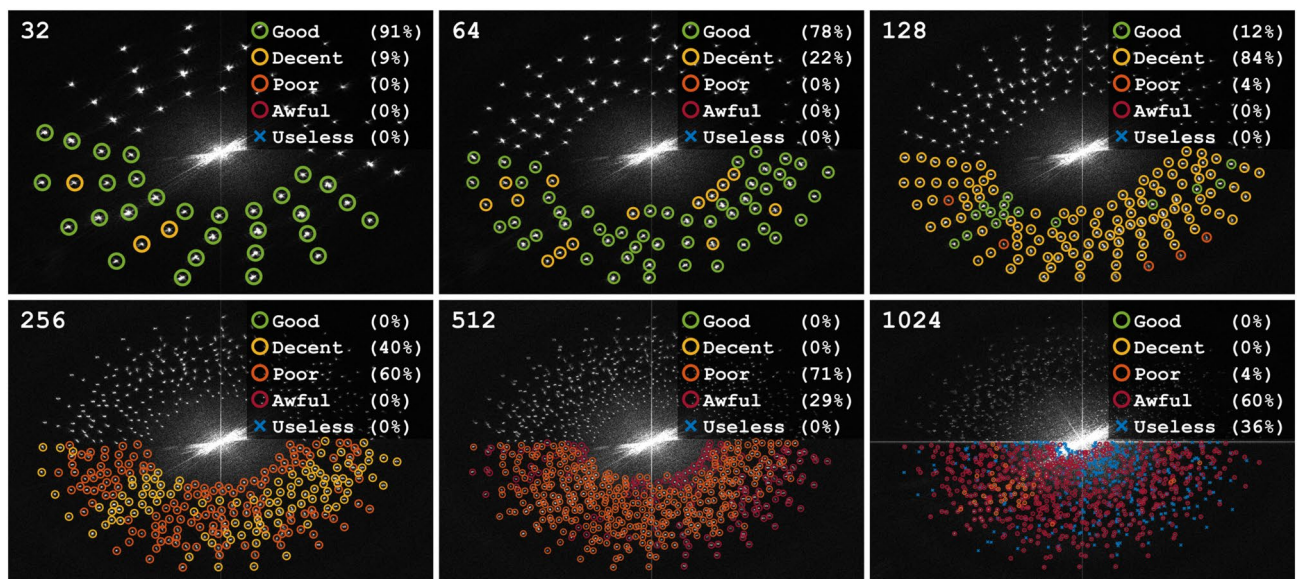 32
Good (91%)
Decent (9%)
Poor (0%)
Awful (0%)
Useless (0%)
64
Good (78%)
Decent (22%)
Poor (0%)
Awful (0%)
Useless (0%)
128
Good (12%)
Decent (84%)
Poor (4%)
Awful (0%)
Useless (0%)
256
Good (0%)
Decent (40%)
Poor (60%)
Awful (0%)
Useless (0%)
512
Good (0%)
Decent (0%)
Poor (71%)
Awful (29%)
Useless (0%)
1024
Good (0%)
Decent (0%)
Poor (4%)
Awful (60%)
Useless (36%)